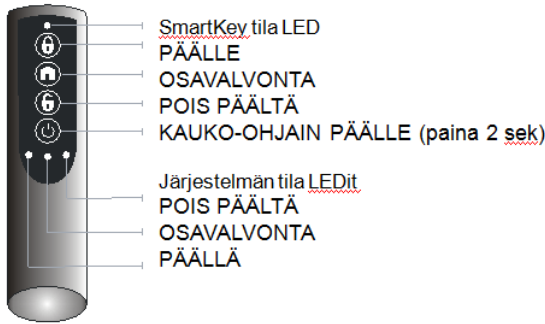 SmartKey tila LED
PÄÄLLE
OSAVALVONTA
POIS PÄÄLTÄ
KAUKO-OHJAIN PÄÄLLE (paina 2 sek)
Järjestelmän tila LEDit
POIS PÄÄLTÄ
OSAVALVONTA
PÄÄLLÄ